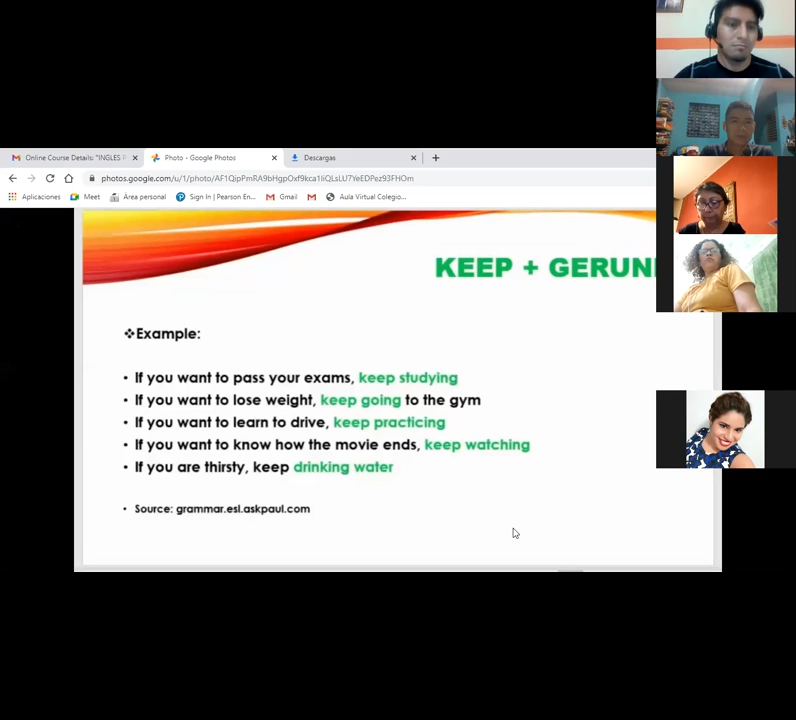 Online Course Details: "INGLES P
Photo - Google Photos
Descargas
photos.google.com/u/1/photo/AF1QipPmRA9bHgpOxf9kca1liQLsLU7YeEDPez93FHOm
Aplicaciones
Meet
Área personal
Sign In | Pearson En...
Gmail
Aula Virtual Colegio...
KEEP + GERUN
❖Example:
• If you want to pass your exams, keep studying
• If you want to lose weight, keep going to the gym
• If you want to learn to drive, keep practicing
• If you want to know how the movie ends, keep watching
• If you are thirsty, keep drinking water
• Source: grammar.esl.askpaul.com